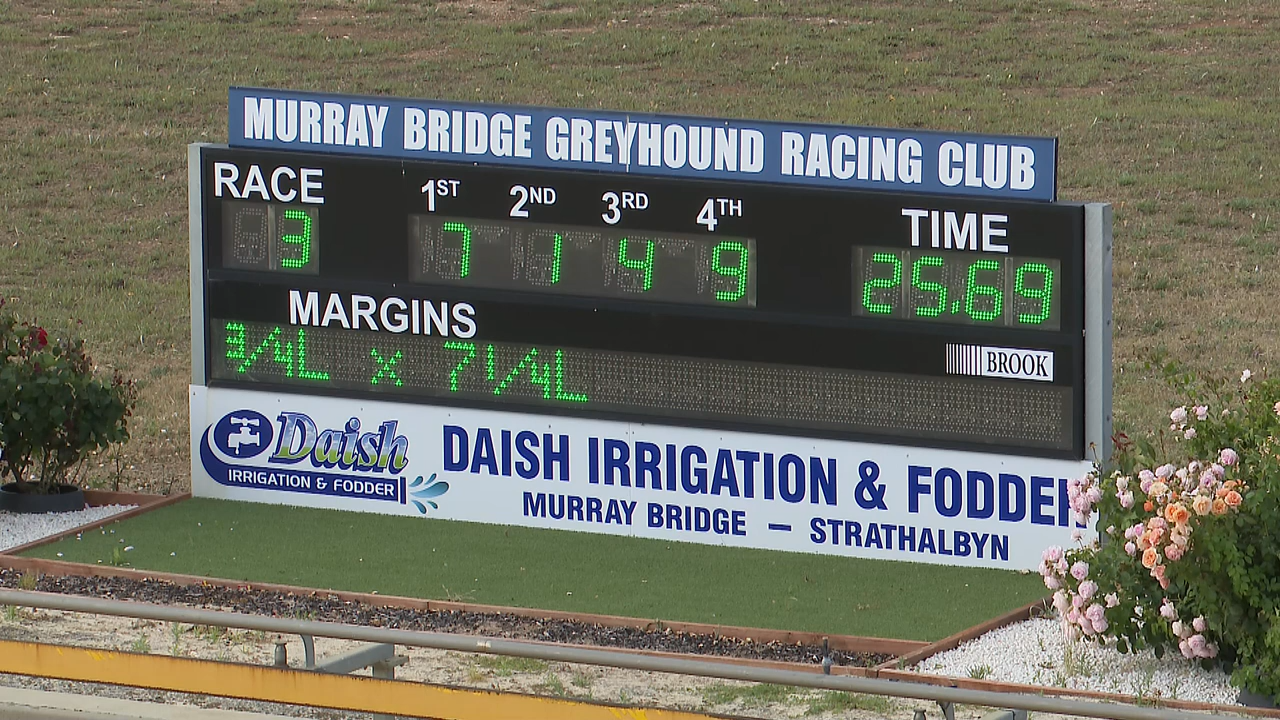 MURRAY BRIDGE GREYHOUND RACING CLUB
RACE 1ST 2ND 3RD 4TH TIME
3 7 1 4 9 25.69
MARGINS
3/4L x 7 1/4L
BROOK
Daish
IRRIGATION & FODDER
DAISH IRRIGATION & FODDER
MURRAY BRIDGE – STRATHALBYN